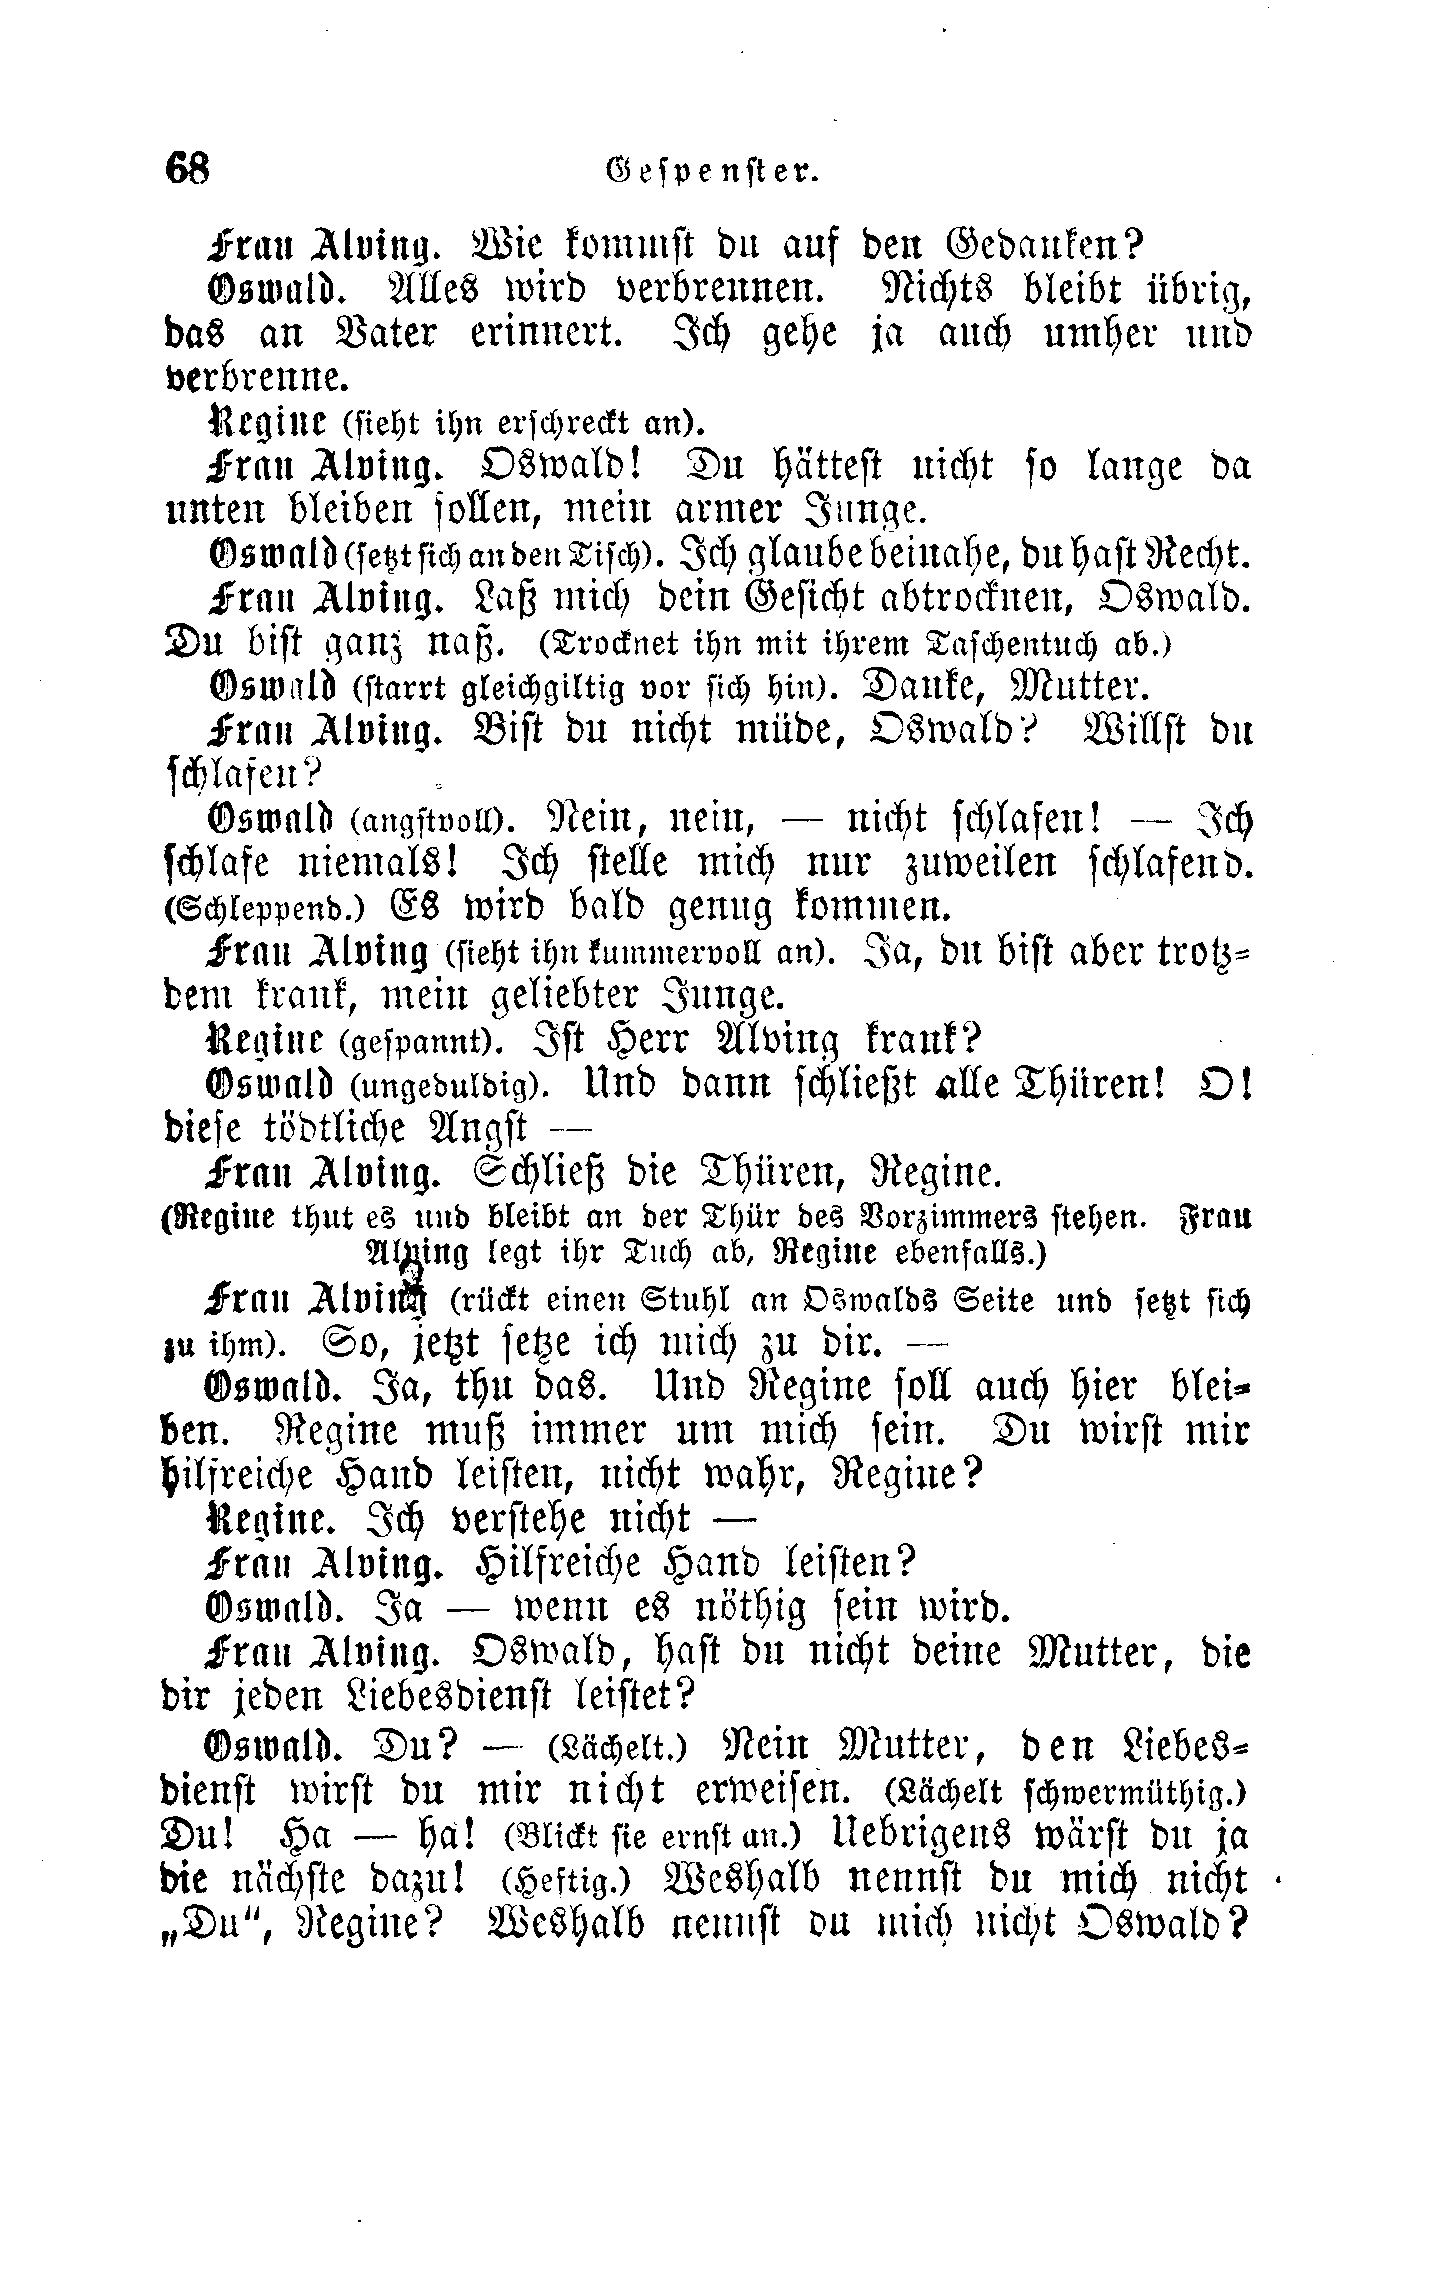 68 Gespenster.
Frau Alving. Wie kommst du auf den Gedanken?
Oswald. Alles wird verbrennen. Nichts bleibt übrig,
das an Vater erinnert. Ich gehe ja auch umher und
verbrenne.
Regine (sieht ihn erschreckt an).
Frau Alving. Oswald! Du hättest nicht so lange da
unten bleiben sollen, mein armer Junge.
Oswald (setzt sich an den Tisch). Ich glaube beinahe, du hast Recht.
Frau Alving. Laß mich dein Gesicht abtrocknen, Oswald.
Du bist ganz naß. (Trocknet ihn mit ihrem Taschentuch ab.)
Oswald (starrt gleichgiltig vor sich hin). Danke, Mutter.
Frau Alving. Bist du nicht müde, Oswald? Willst du
schlafen?
Oswald (angstvoll). Nein, nein, — nicht schlafen! — Ich
schlafe niemals! Ich stelle mich nur zuweilen schlafend.
(Schleppend.) Es wird bald genug kommen.
Frau Alving (sieht ihn kummervoll an). Ja, du bist aber trotz-
dem krank, mein geliebter Junge.
Regine (gespannt). Ist Herr Alving krank?
Oswald (ungeduldig). Und dann schließt alle Thüren! O!
diese tödtliche Angst —
Frau Alving. Schließ die Thüren, Regine.
(Regine thut es und bleibt an der Thür des Vorzimmers stehen. Frau
Alving legt ihr Tuch ab, Regine ebenfalls.)
Frau Alving (rückt einen Stuhl an Oswalds Seite und setzt sich
zu ihm). So, jetzt setze ich mich zu dir. —
Oswald. Ja, thu das. Und Regine soll auch hier blei-
ben. Regine muß immer um mich sein. Du wirst mir
hilfreiche Hand leisten, nicht wahr, Regine?
Regine. Ich verstehe nicht —
Frau Alving. Hilfreiche Hand leisten?
Oswald. Ja — wenn es nöthig sein wird.
Frau Alving. Oswald, hast du nicht deine Mutter, die
dir jeden Liebesdienst leistet?
Oswald. Du? — (Lächelt.) Nein Mutter, den Liebes-
dienst wirst du mir nicht erweisen. (Lächelt schwermüthig.)
Du! Ha — ha! (Blickt sie ernst an.) Uebrigens wärst du ja
die nächste dazu! (Heftig.) Weshalb nennst du mich nicht
„Du“, Regine? Weshalb nennst du mich nicht Oswald?